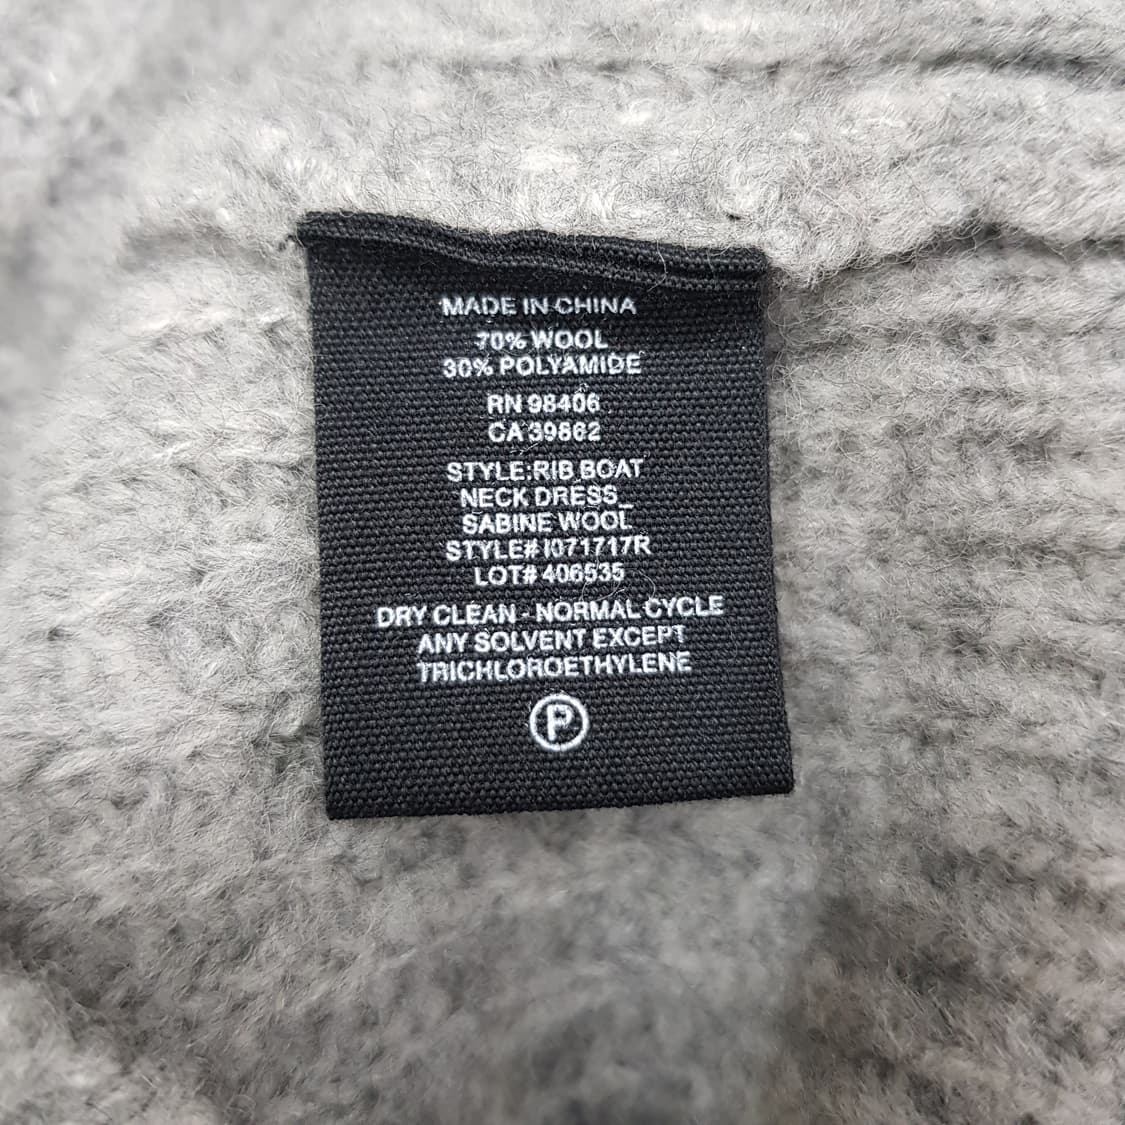 MADE IN CHINA
70% WOOL
30% POLYAMIDE
RN 98406
CA 39862
STYLE:RIB BOAT
NECK DRESS_
SABINE WOOL
STYLE# I071717R
LOT# 406535
DRY CLEAN - NORMAL CYCLE
ANY SOLVENT EXCEPT
TRICHLOROETHYLENE
P